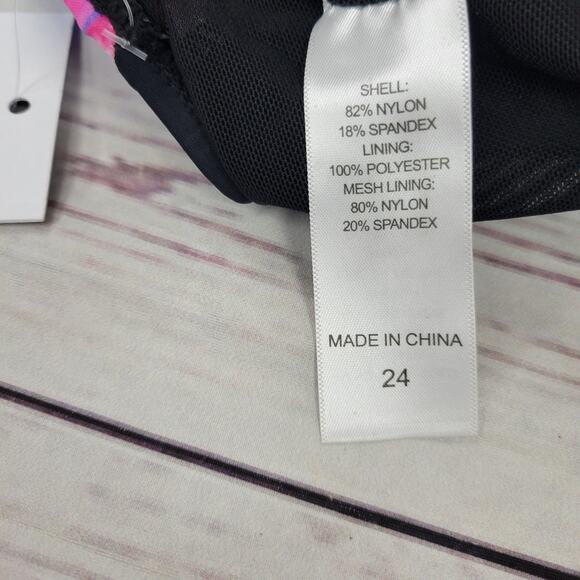 SHELL:
82% NYLON
18% SPANDEX
LINING:
100% POLYESTER
MESH LINING:
80% NYLON
20% SPANDEX
MADE IN CHINA
24